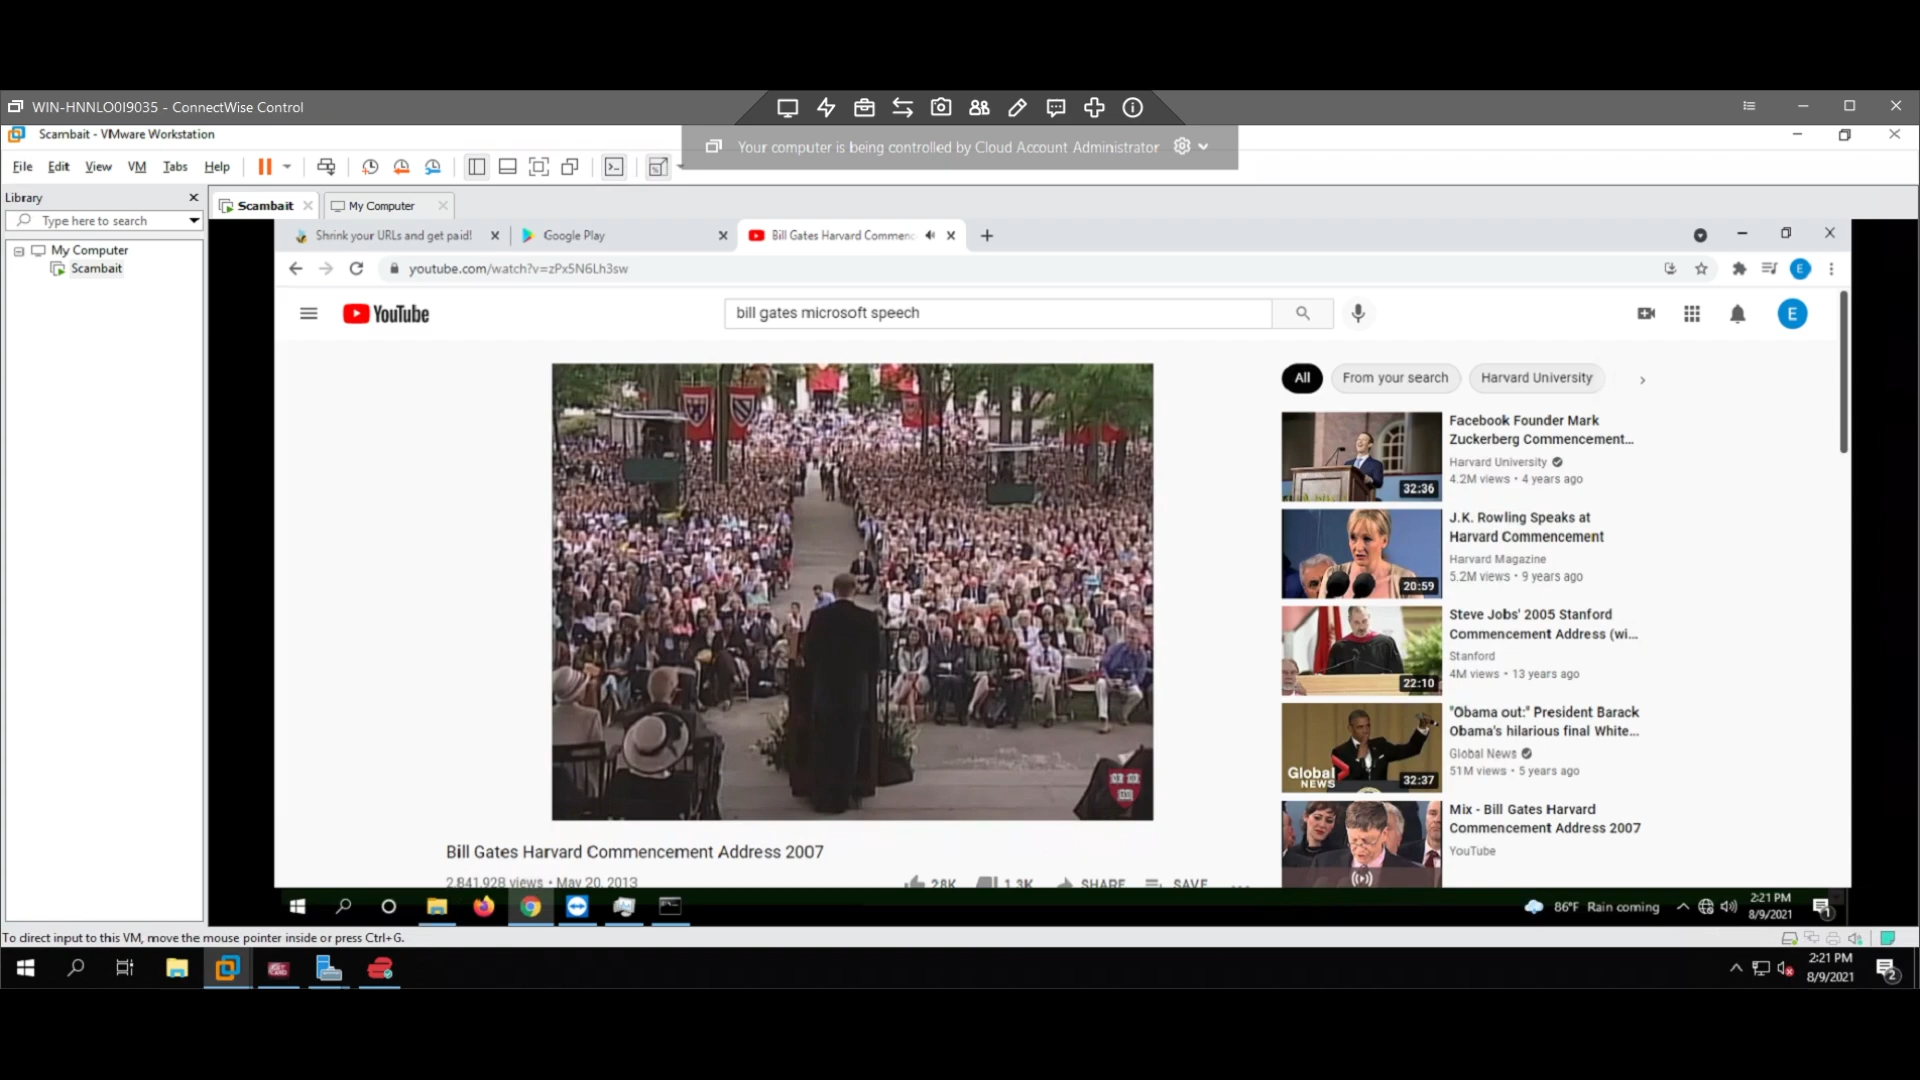 WIN-HNNLO0I9035 - ConnectWise Control
Scambait - VMware Workstation
Your computer is being controlled by Cloud Account Administrator
File Edit View VM Tabs Help
Library
Type here to search
My Computer
Scambait
Scambait
My Computer
Shrink your URLs and get paid!
Google Play
Bill Gates Harvard Commenc
youtube.com/watch?v=zPx5N6Lh3sw
E
YouTube
bill gates microsoft speech
E
All
From your search
Harvard University
Facebook Founder Mark
Zuckerberg Commencement...
Harvard University
4.2M views • 4 years ago
32:36
J.K. Rowling Speaks at
Harvard Commencement
Harvard Magazine
5.2M views • 9 years ago
20:59
Steve Jobs' 2005 Stanford
Commencement Address (wi...
Stanford
4M views • 13 years ago
22:10
"Obama out:" President Barack
Obama's hilarious final White...
Global News
51M views • 5 years ago
Global
NEWS
32:37
Mix - Bill Gates Harvard
Commencement Address 2007
YouTube
Bill Gates Harvard Commencement Address 2007
2,841,928 views • May 20, 2013
28K
1.3K
SHARE
SAVE
86°F Rain coming
2:21 PM
8/9/2021
1
To direct input to this VM, move the mouse pointer inside or press Ctrl+G.
2:21 PM
8/9/2021
2